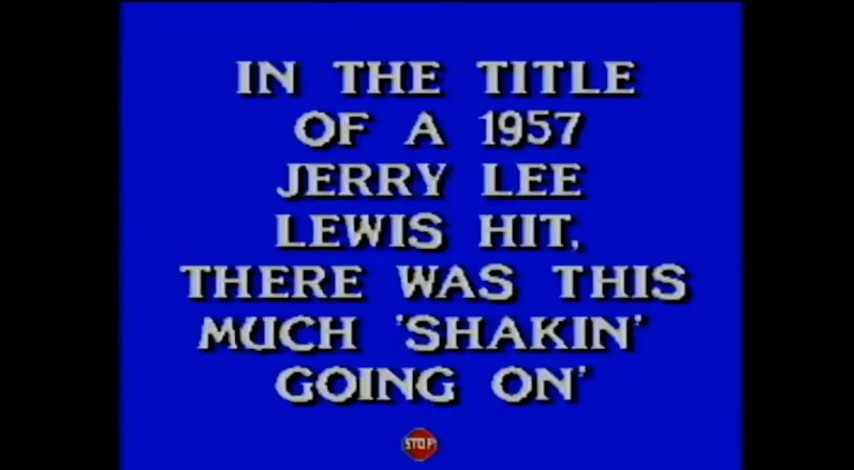 IN THE TITLE
OF A 1957
JERRY LEE
LEWIS HIT,
THERE WAS THIS
MUCH 'SHAKIN'
GOING ON'
STOP